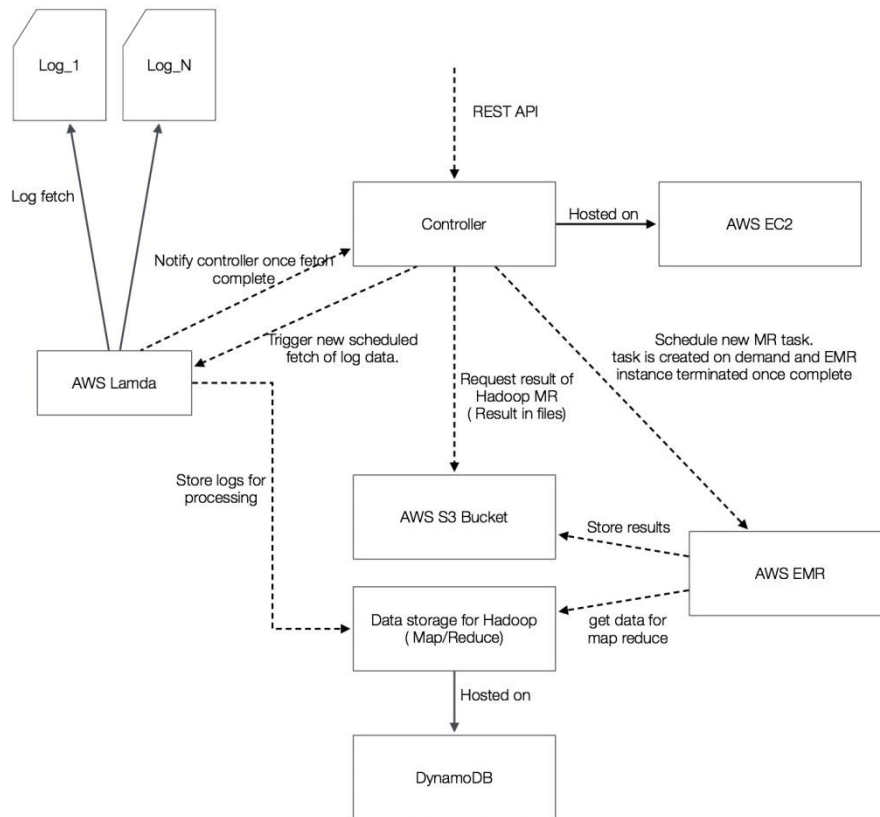 Log_1
Log_N
REST API
Log fetch
Controller
Hosted on
AWS EC2
Notify controller once fetch
complete
Trigger new scheduled
fetch of log data.
Schedule new MR task.
task is created on demand and EMR
instance terminated once complete
AWS Lamda
Request result of
Hadoop MR
( Result in files)
Store logs for
processing
AWS S3 Bucket
Store results
AWS EMR
Data storage for Hadoop
( Map/Reduce)
get data for
map reduce
Hosted on
DynamoDB